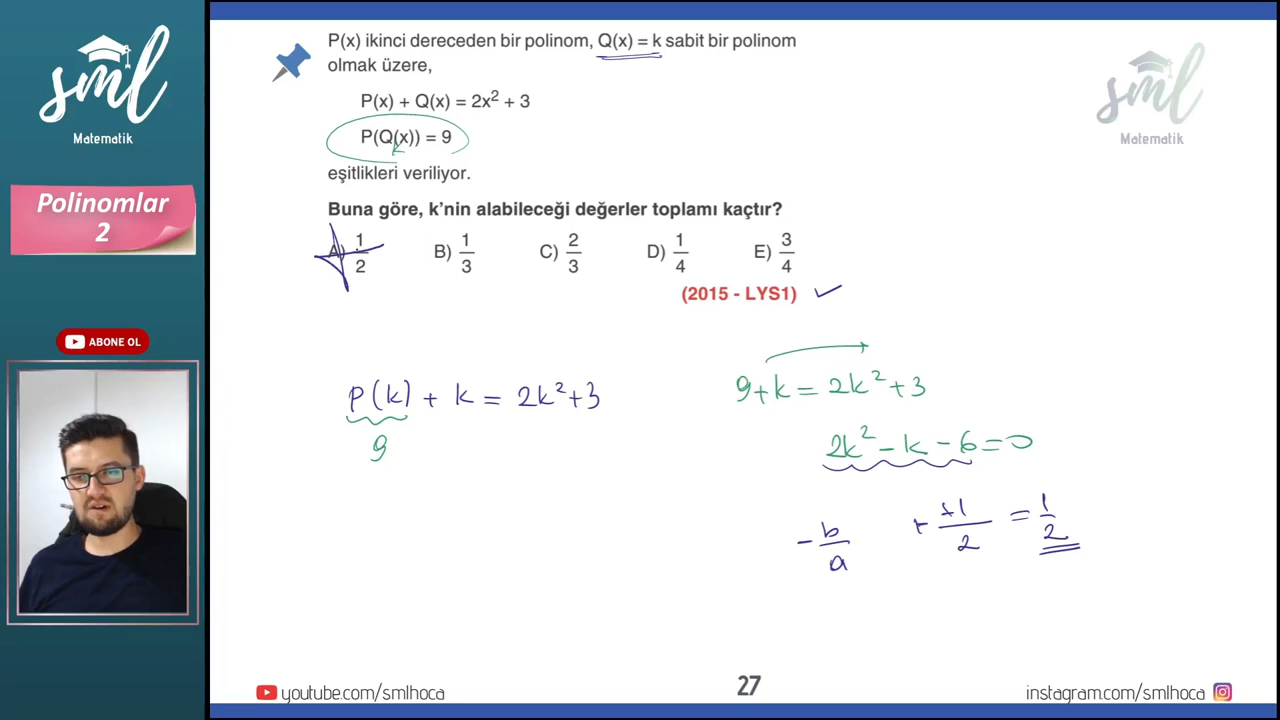 sml
Matematik
Polinomlar
2
ABONE OL
P(x) ikinci dereceden bir polinom, Q(x) = k sabit bir polinom
olmak üzere,
P(x) + Q(x) = 2x² + 3
P(Q(x)) = 9
k
eşitlikleri veriliyor.
Buna göre, k’nin alabileceği değerler toplamı kaçtır?
A) 1/2 B) 1/3 C) 2/3 D) 1/4 E) 3/4
(2015 - LYS1)
sml
Matematik
P(k) + k = 2k²+3
9
9+k = 2k²+3
2k² - k - 6 = 0
- b/a + +1/2 = 1/2
youtube.com/smlhoca
27
instagram.com/smlhoca